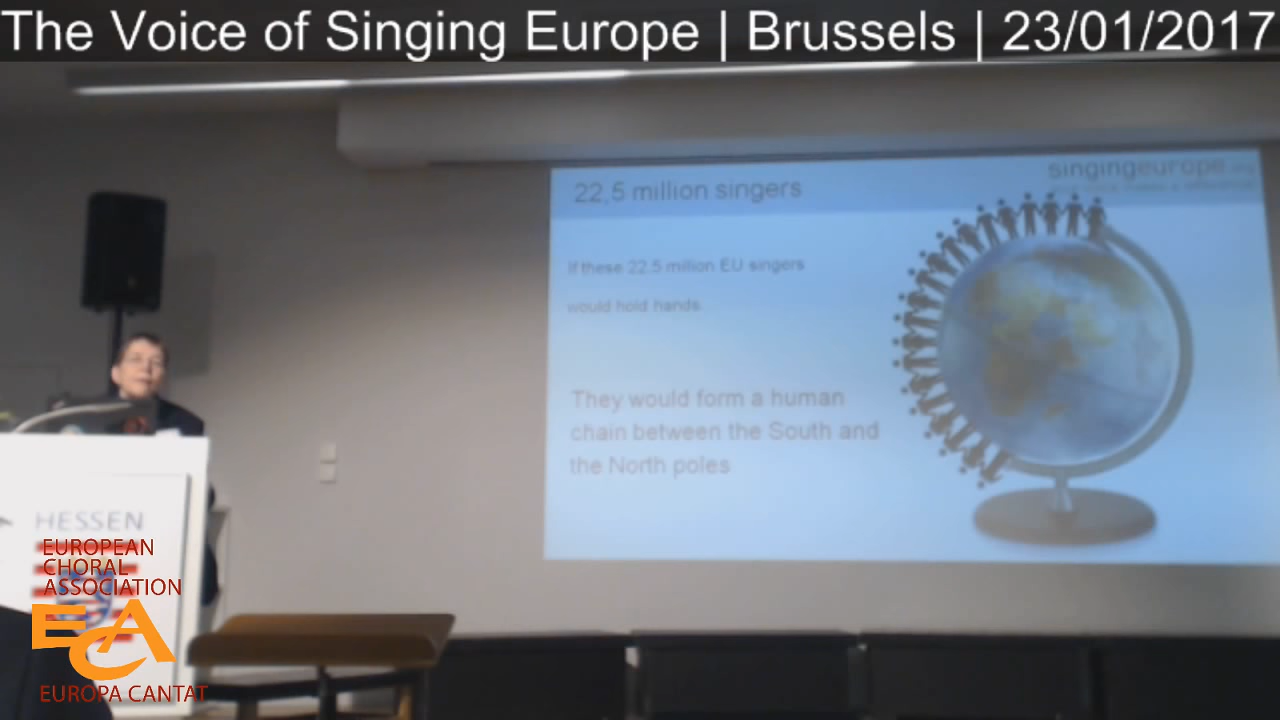 The Voice of Singing Europe | Brussels | 23/01/2017
singingeurope.org
22,5 million singers
If these 22.5 million EU singers
would hold hands.
They would form a human
chain between the South and
the North poles
HESSEN
EUROPEAN
CHORAL
ASSOCIATION
ECA
EUROPA CANTAT